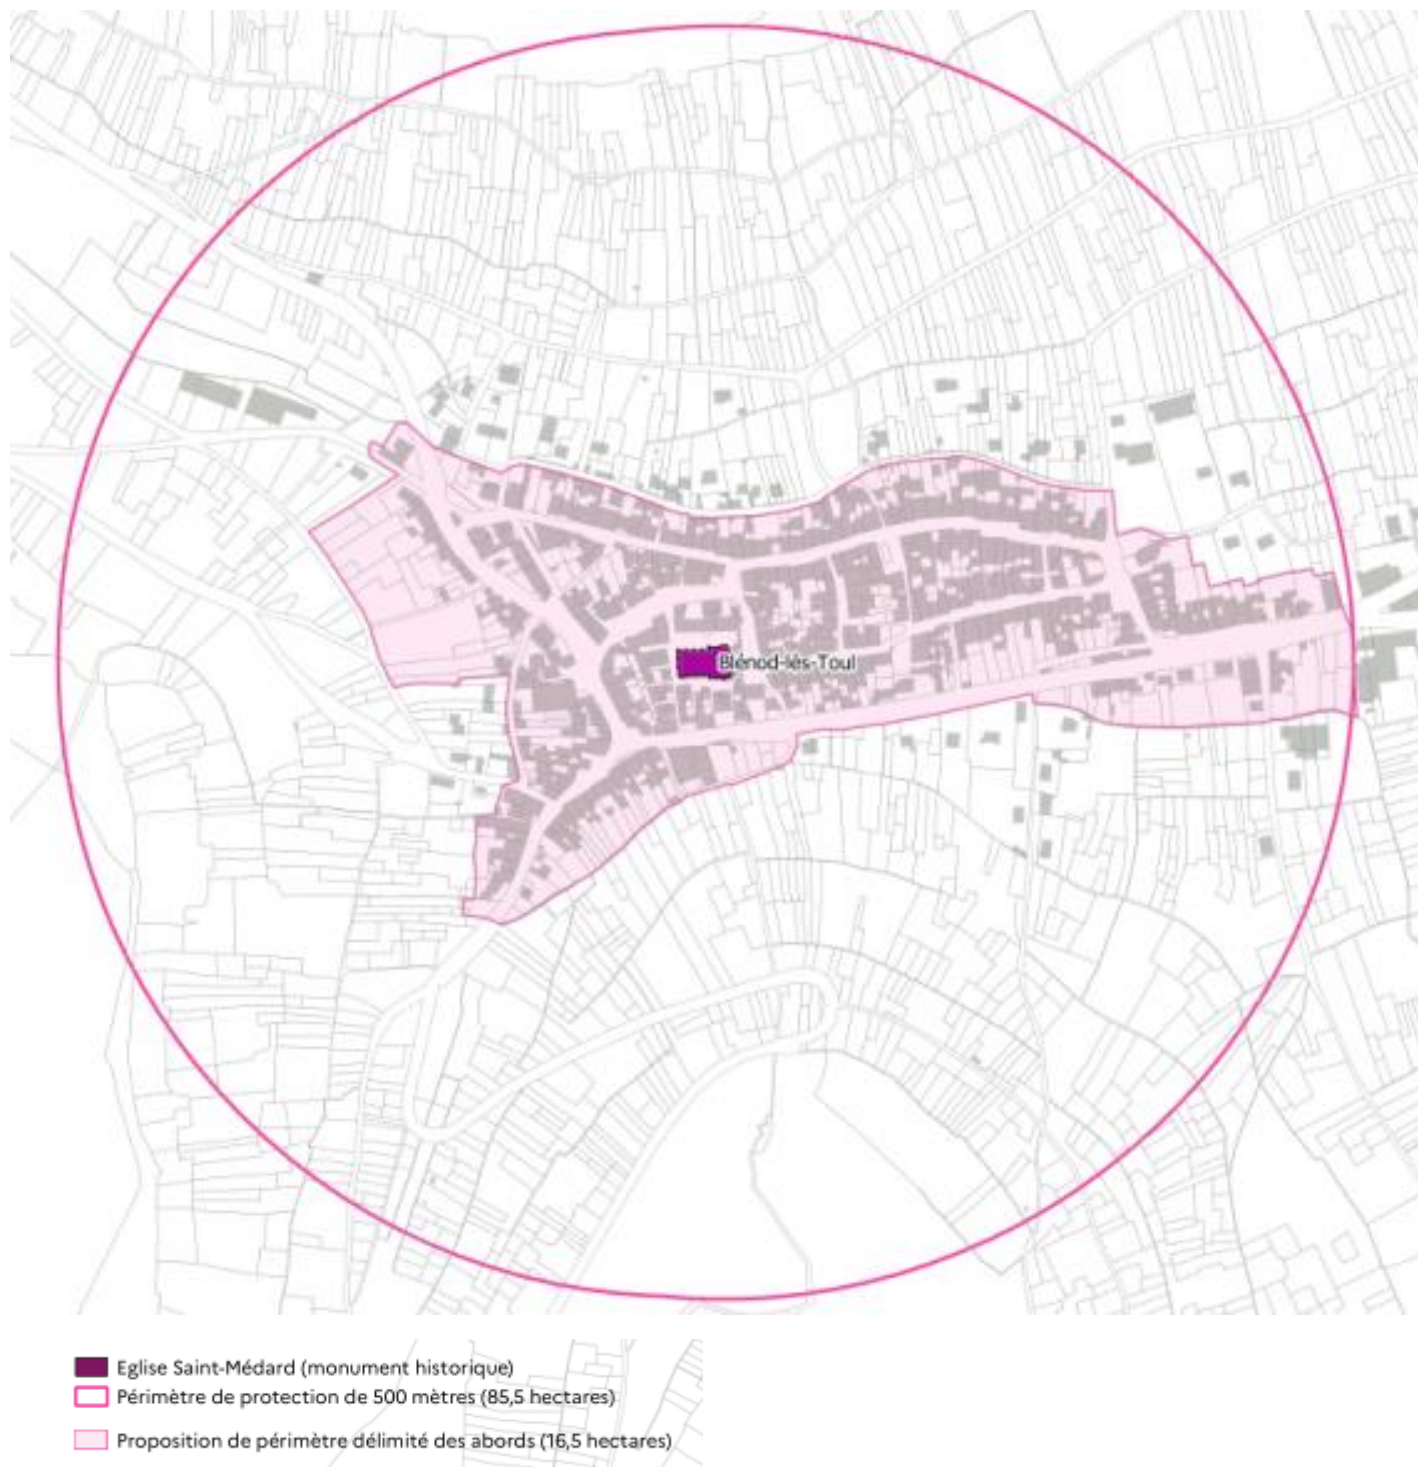 Blénod-lès-Toul
Eglise Saint-Médard (monument historique)
Périmètre de protection de 500 mètres (85,5 hectares)
Proposition de périmètre délimité des abords (16,5 hectares)